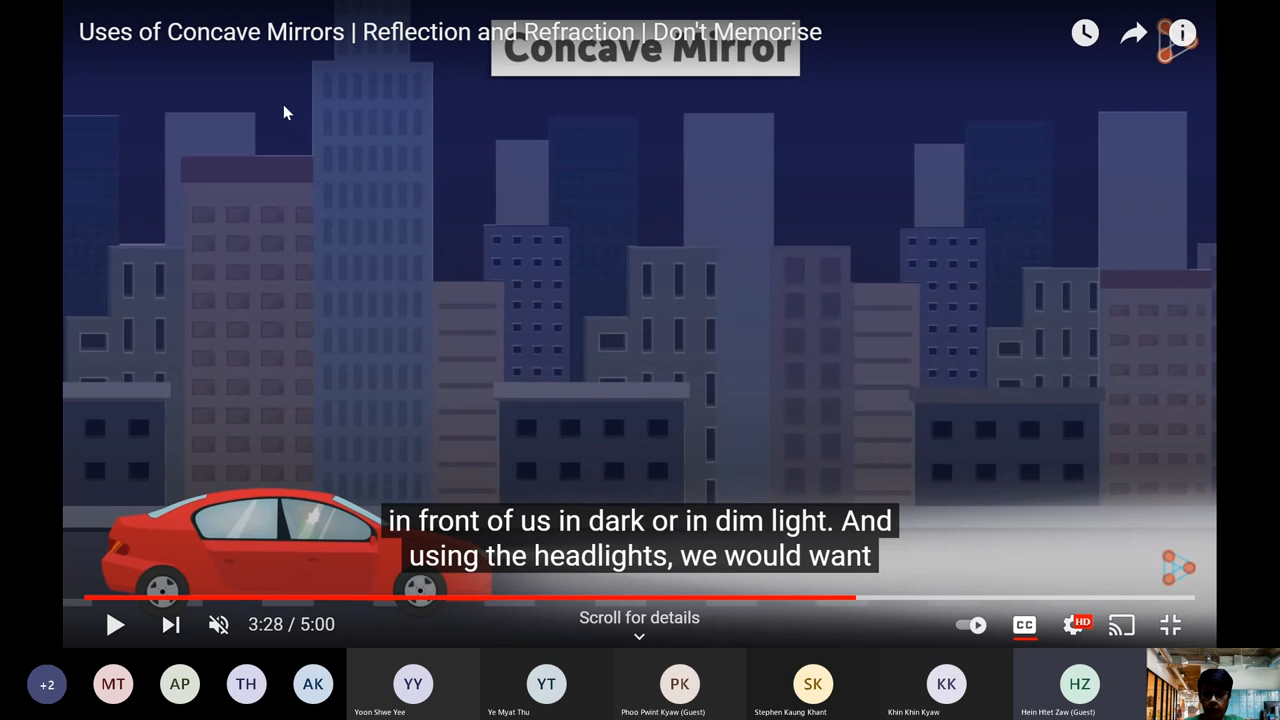 Uses of Concave Mirrors | Reflection and Refraction | Don't Memorise
Concave Mirror
in front of us in dark or in dim light. And
using the headlights, we would want
3:28 / 5:00
Scroll for details
CC
HD
+2
MT
AP
TH
AK
YY
YT
PK
SK
KK
HZ
Yoon Shwe Yee
Ye Myat Thu
Phoo Pwint Kyaw (Guest)
Stephen Kaung Khant
Khin Khin Kyaw
Hein Htet Zaw (Guest)